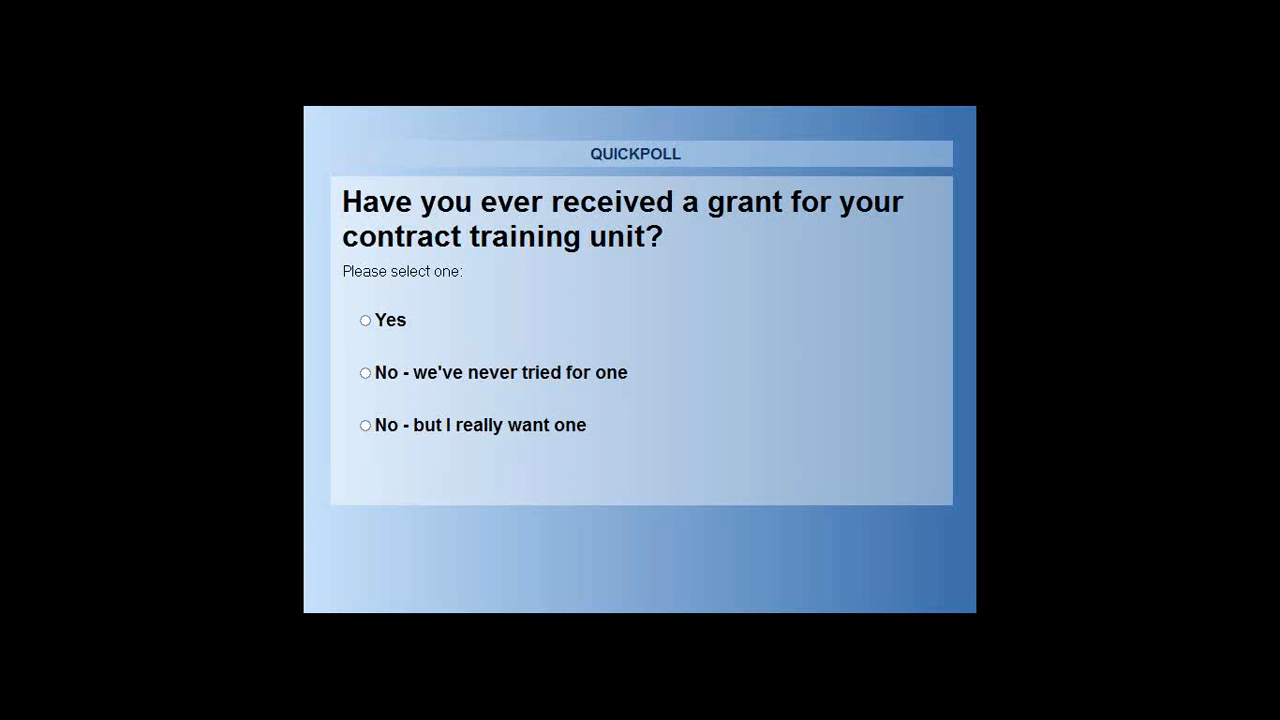 QUICKPOLL
Have you ever received a grant for your
contract training unit?
Please select one:
Yes
No - we've never tried for one
No - but I really want one